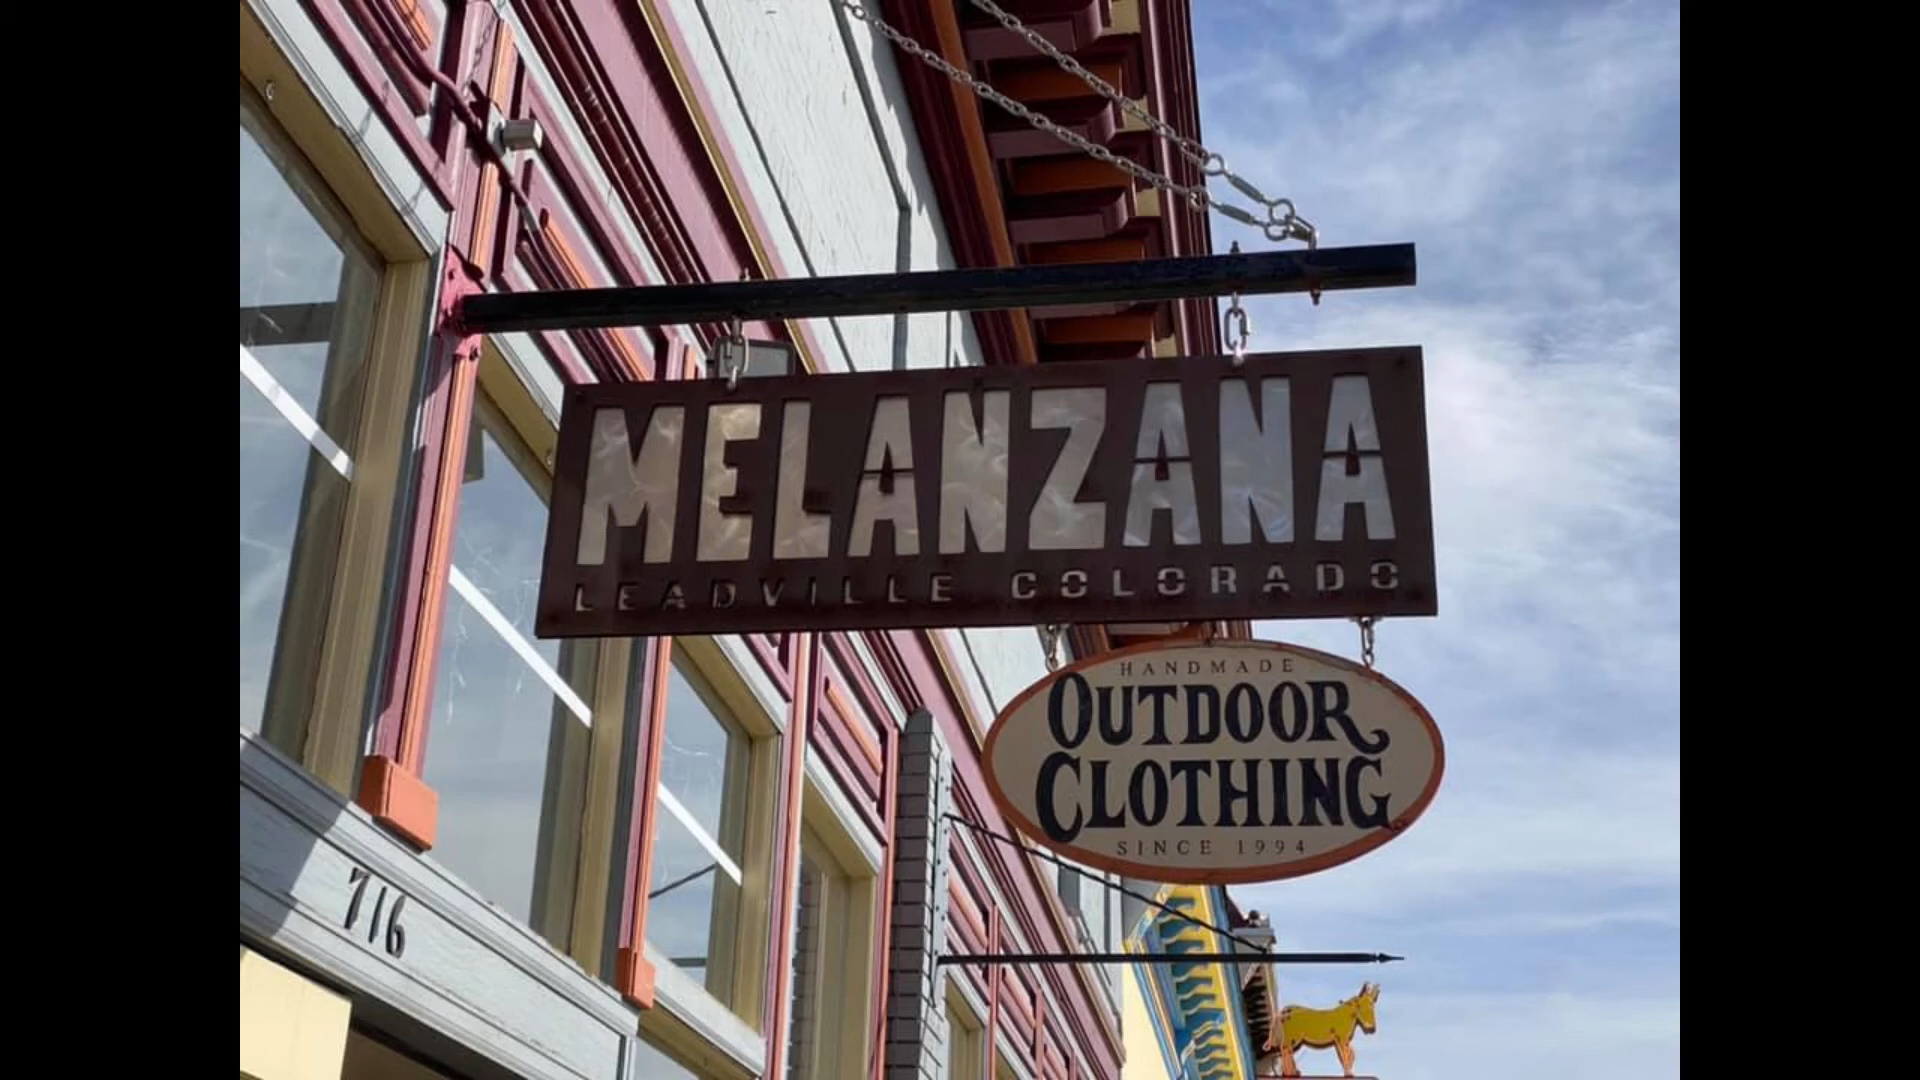 MELANZANA
LEADVILLE COLORADO
HANDMADE
OUTDOOR
CLOTHING
SINCE 1994
716